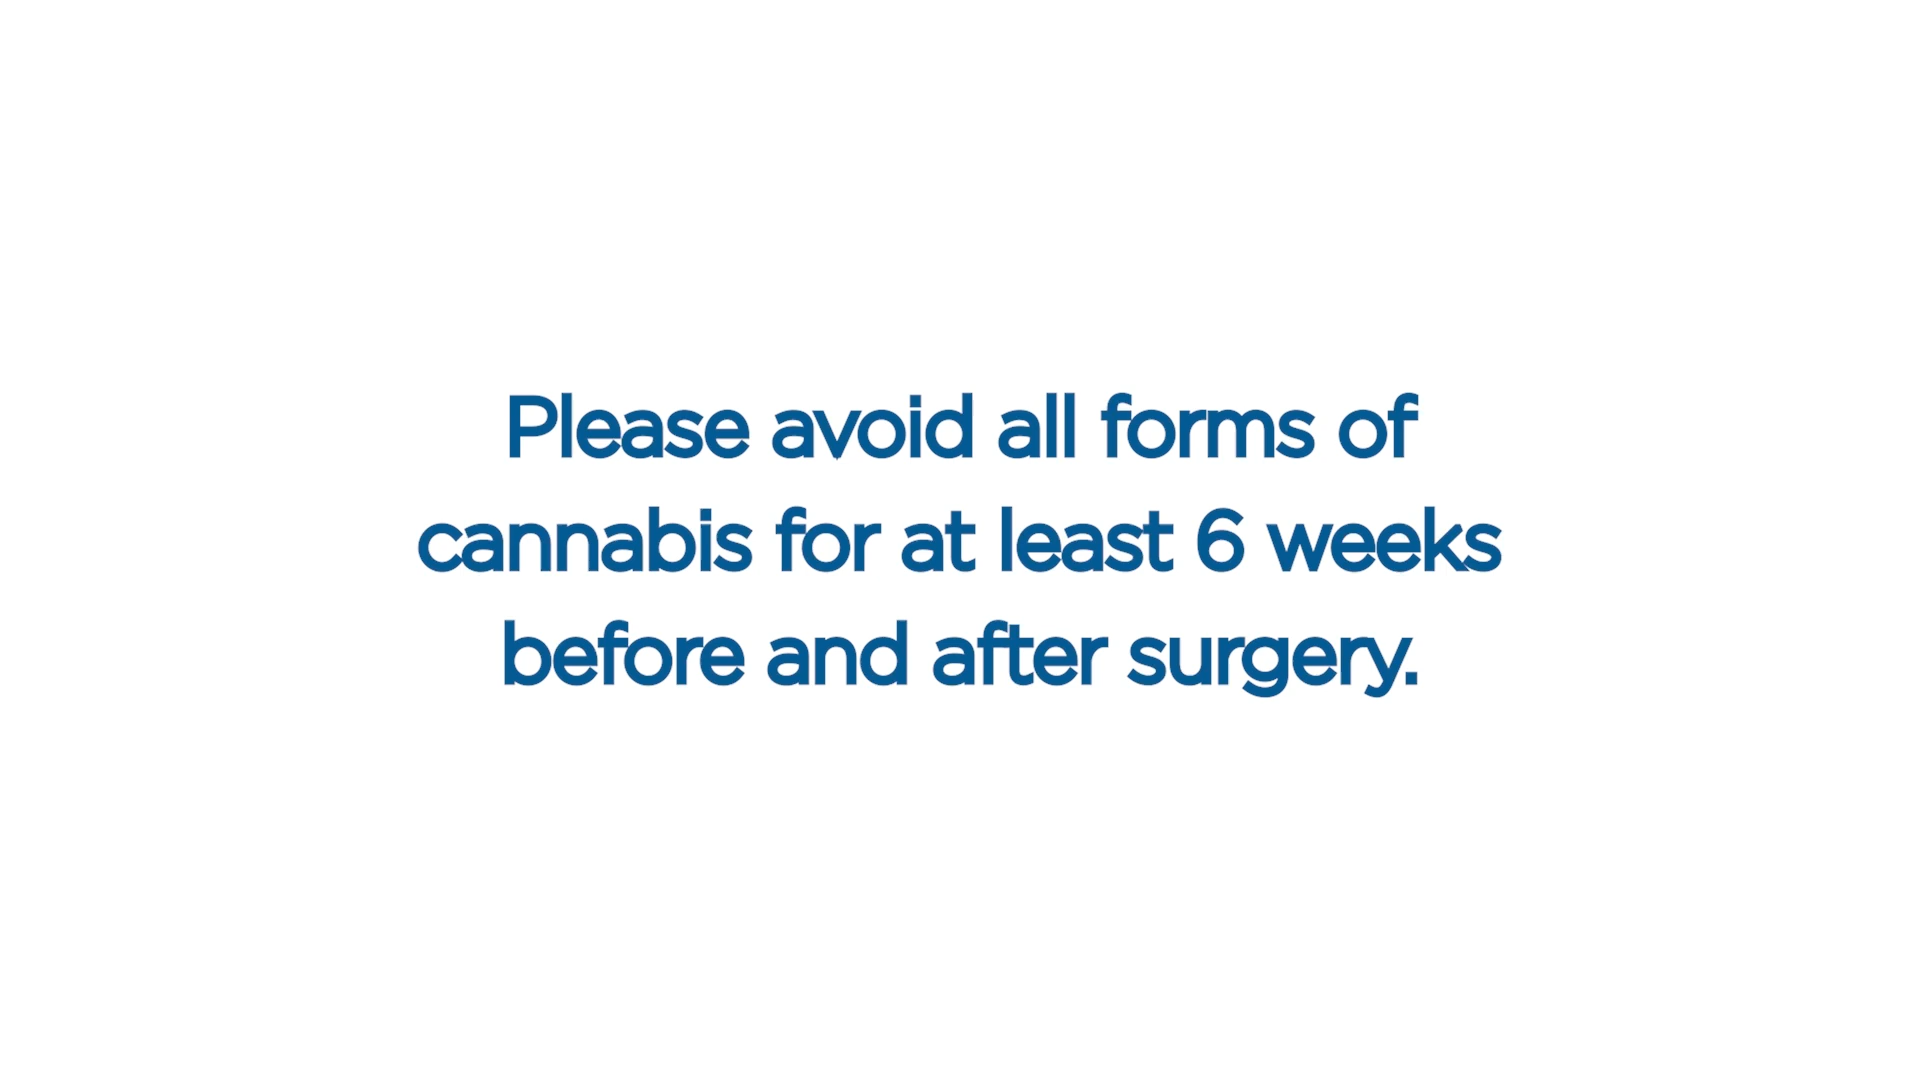 Please avoid all forms of
cannabis for at least 6 weeks
before and after surgery.